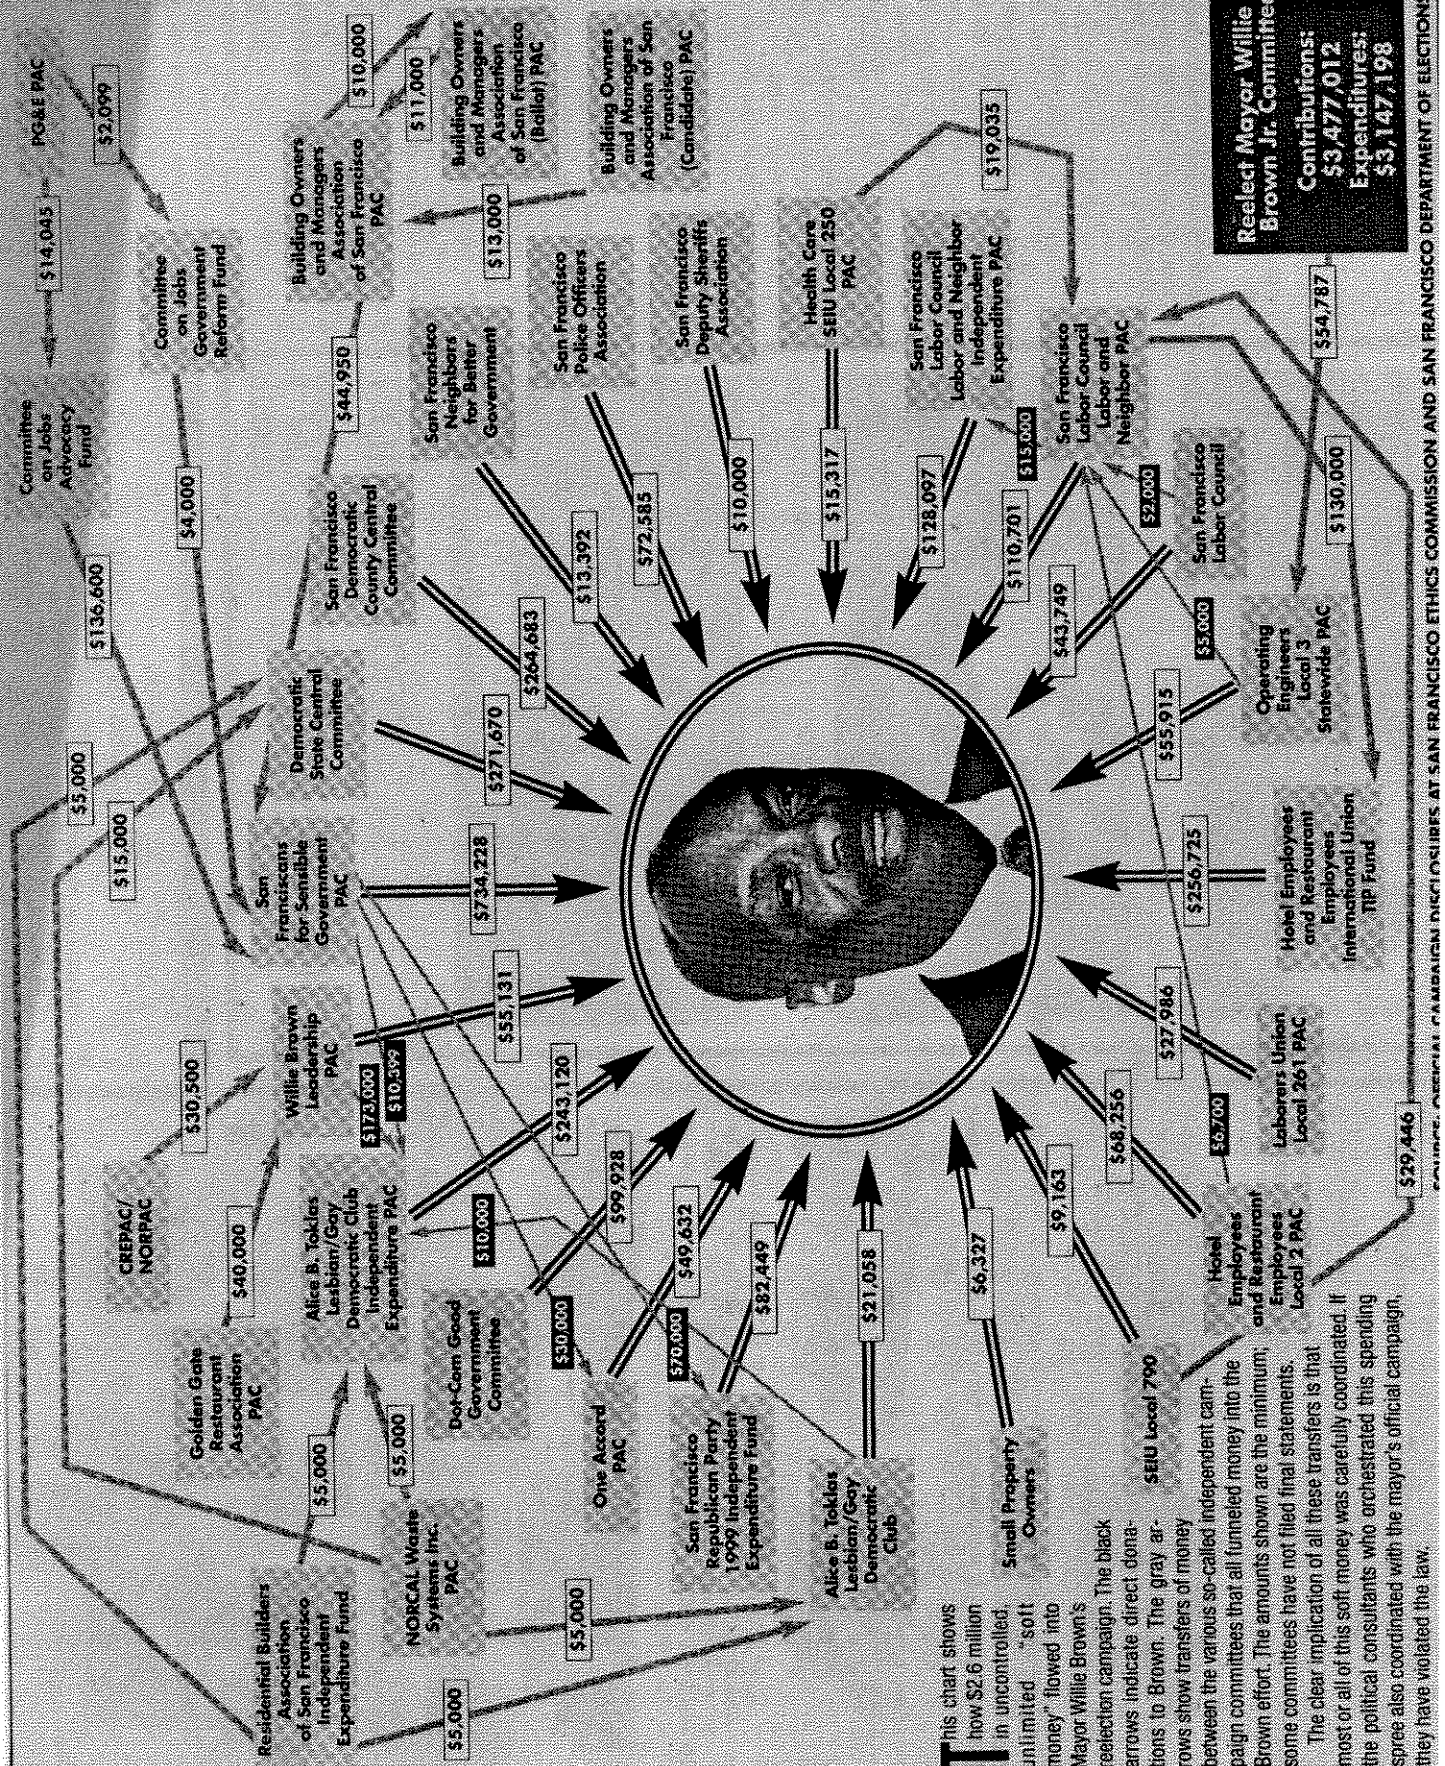 PG&E PAC
$2,099
$14,045
Committee
on Jobs
Advocacy
Fund
$136,600
Committee
on Jobs
Government
Reform Fund
$4,000
$10,000
$11,000
Building Owners
and Managers
Association
of San Francisco
PAC
Building Owners
and Managers
Association
of San Francisco
(Ballot) PAC
Building Owners
and Managers
Association of San
Francisco
(Candidate) PAC
$13,000
$44,950
$5,000
$15,000
CREPAC/
NORPAC
$30,500
Golden Gate
Restaurant
Association
PAC
$40,000
Residential Builders
Association
of San Francisco
Independent
Expenditure Fund
$5,000
NORCAL Waste
Systems Inc.
PAC
$5,000
$5,000
$5,000
Alice B. Toklas
Lesbian/Gay
Democratic Club
Independent
Expenditure PAC
$243,120
Willie Brown
Leadership
PAC
$55,131
$173,000
$10,399
San
Franciscans
for Sensible
Government
PAC
$734,228
Democratic
State Central
Committee
$271,670
San Francisco
Democratic
County Central
Committee
$264,683
San Francisco
Neighbors
for Better
Government
$13,392
San Francisco
Police Officers
Association
$72,585
San Francisco
Deputy Sheriffs
Association
$10,000
Health Care
SEIU Local 250
PAC
$15,317
$19,035
San Francisco
Labor Council
Labor and Neighbor
Independent
Expenditure PAC
$128,097
$15,000
San Francisco
Labor Council
Labor and
Neighbor PAC
$110,701
$2,000
San Francisco
Labor Council
$43,749
$5,000
Operating
Engineers
Local 3
Statewide PAC
$55,915
$54,787
$130,000
Hotel Employees
and Restaurant
Employees
International Union
TIP Fund
$256,725
Laborers Union
Local 261 PAC
$27,986
$6,700
Hotel
Employees
and Restaurant
Employees
Local 2 PAC
$68,256
$29,446
SEIU Local 790
$9,163
Small Property
Owners
$6,327
Alice B. Toklas
Lesbian/Gay
Democratic
Club
$21,058
San Francisco
Republican Party
1999 Independent
Expenditure Fund
$82,449
$70,000
One Accord
PAC
$49,632
$30,000
Dot-Com Good
Government
Committee
$99,928
$10,000
Reelect Mayor Willie
Brown Jr. Committee
Contributions:
$3,477,012
Expenditures:
$3,147,198
This chart shows
how $2.6 million
in uncontrolled,
unlimited "soft
money" flowed into
Mayor Willie Brown's
reelection campaign. The black
arrows indicate direct dona-
tions to Brown. The gray ar-
rows show transfers of money
between the various so-called independent cam-
paign committees that all funneled money into the
Brown effort. The amounts shown are the minimum;
some committees have not filed final statements.
The clear implication of all these transfers is that
most or all of this soft money was carefully coordinated. If
the political consultants who orchestrated this spending
spree also coordinated with the mayor's official campaign,
they have violated the law.
SOURCE: OFFICIAL CAMPAIGN DISCLOSURES AT SAN FRANCISCO ETHICS COMMISSION AND SAN FRANCISCO DEPARTMENT OF ELECTIONS